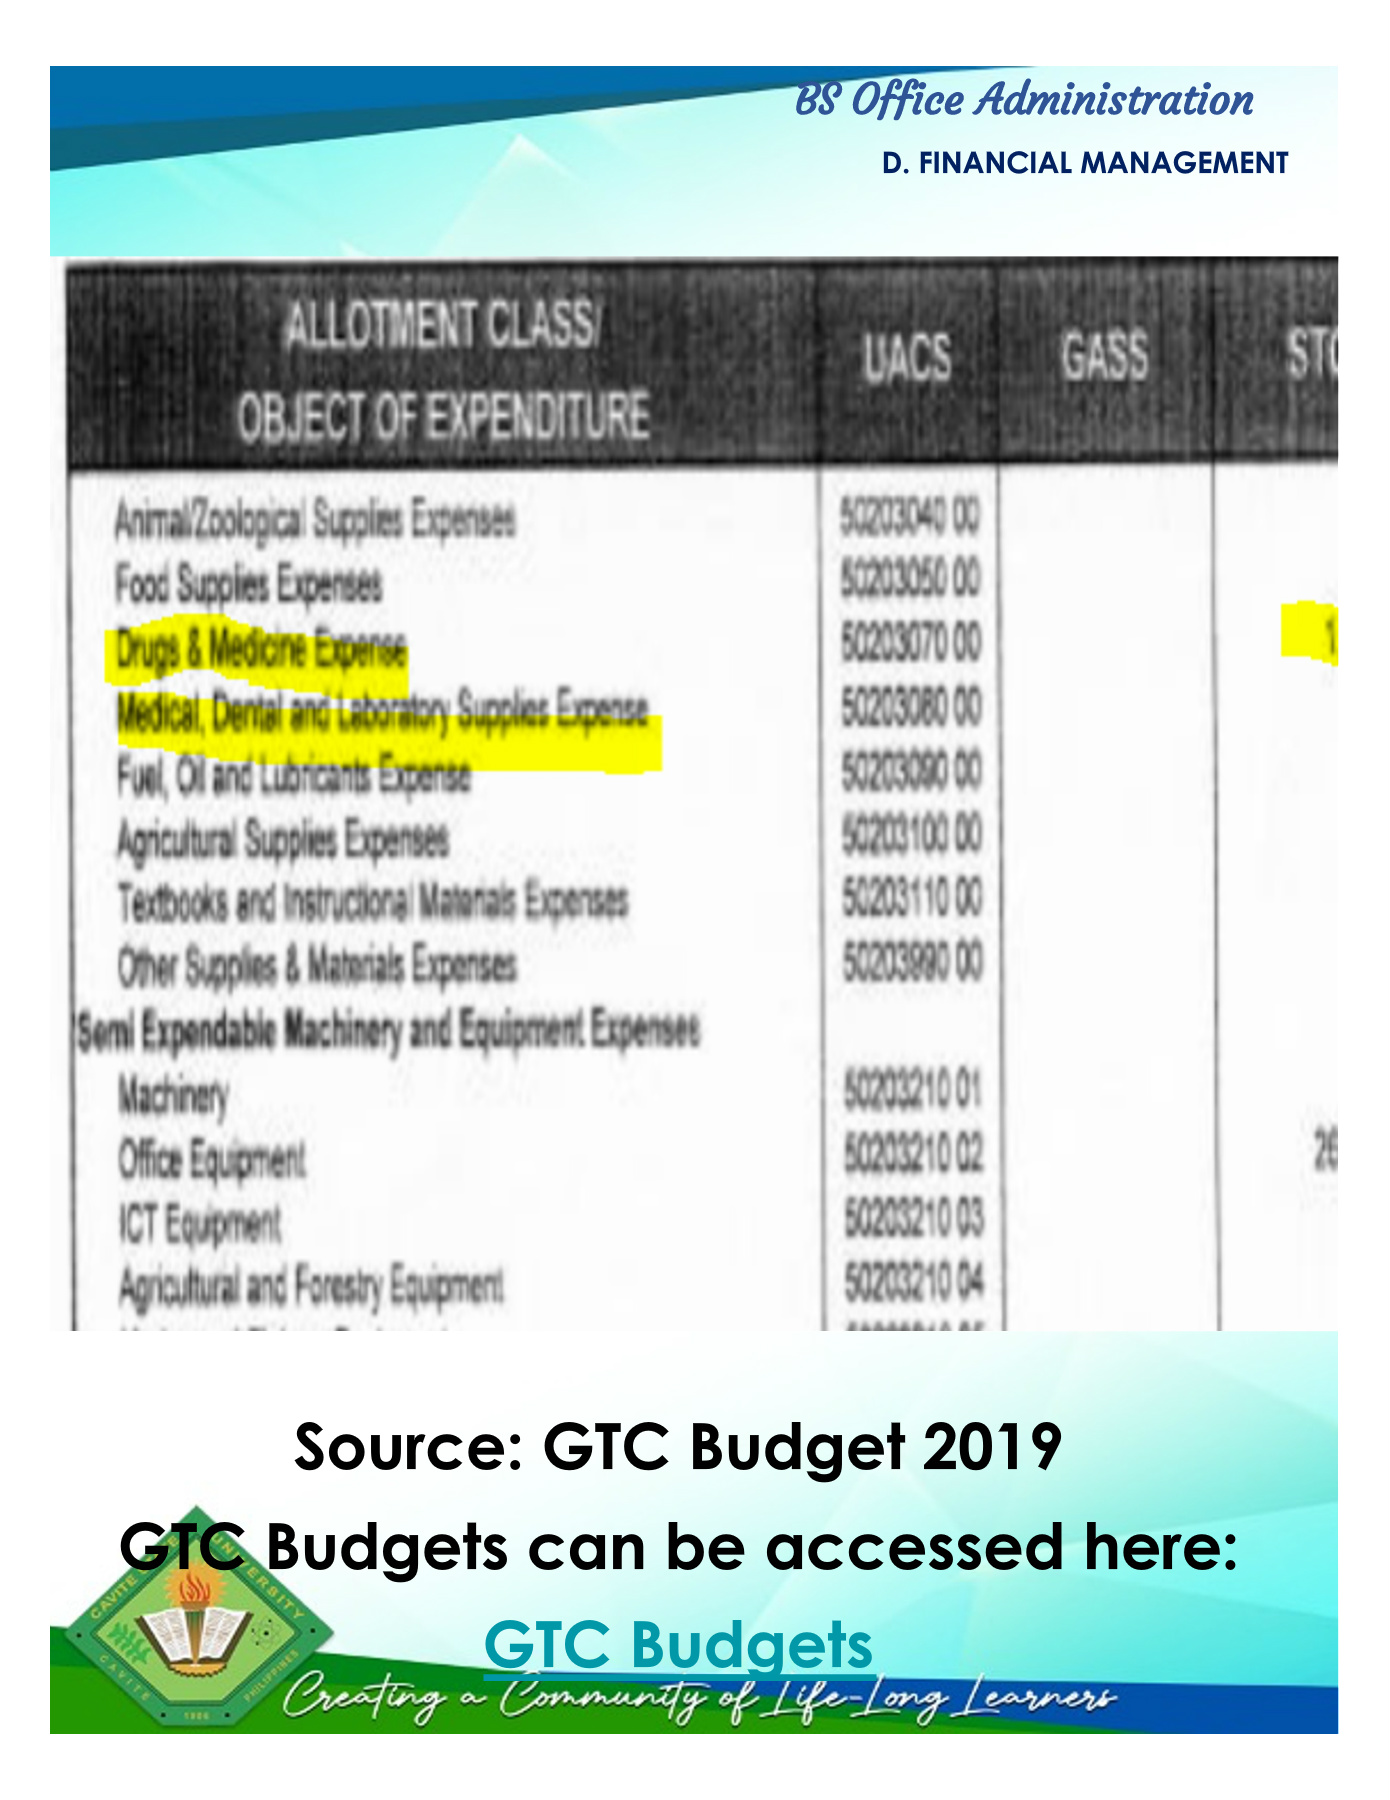 BS Office Administration
D. FINANCIAL MANAGEMENT
ALLOTMENT CLASS/
OBJECT OF EXPENDITURE
UACS
GASS
STO
Animal/Zoological Supplies Expenses 50203040 00
Food Supplies Expenses 50203050 00
Drugs & Medicine Expense 50203070 00 1
Medical, Dental and Laboratory Supplies Expense 50203080 00
Fuel, Oil and Lubricants Expense 50203090 00
Agricultural Supplies Expenses 50203100 00
Textbooks and Instructional Materials Expenses 50203110 00
Other Supplies & Materials Expenses 50203990 00
Semi Expendable Machinery and Equipment Expenses
Machinery 50203210 01
Office Equipment 50203210 02 26
ICT Equipment 50203210 03
Agricultural and Forestry Equipment 50203210 04
Source: GTC Budget 2019
GTC Budgets can be accessed here:
GTC Budgets
CAVITE UNIVERSITY
CAVITE PHILIPPINES
1906
Creating a Community of Life-Long Learners